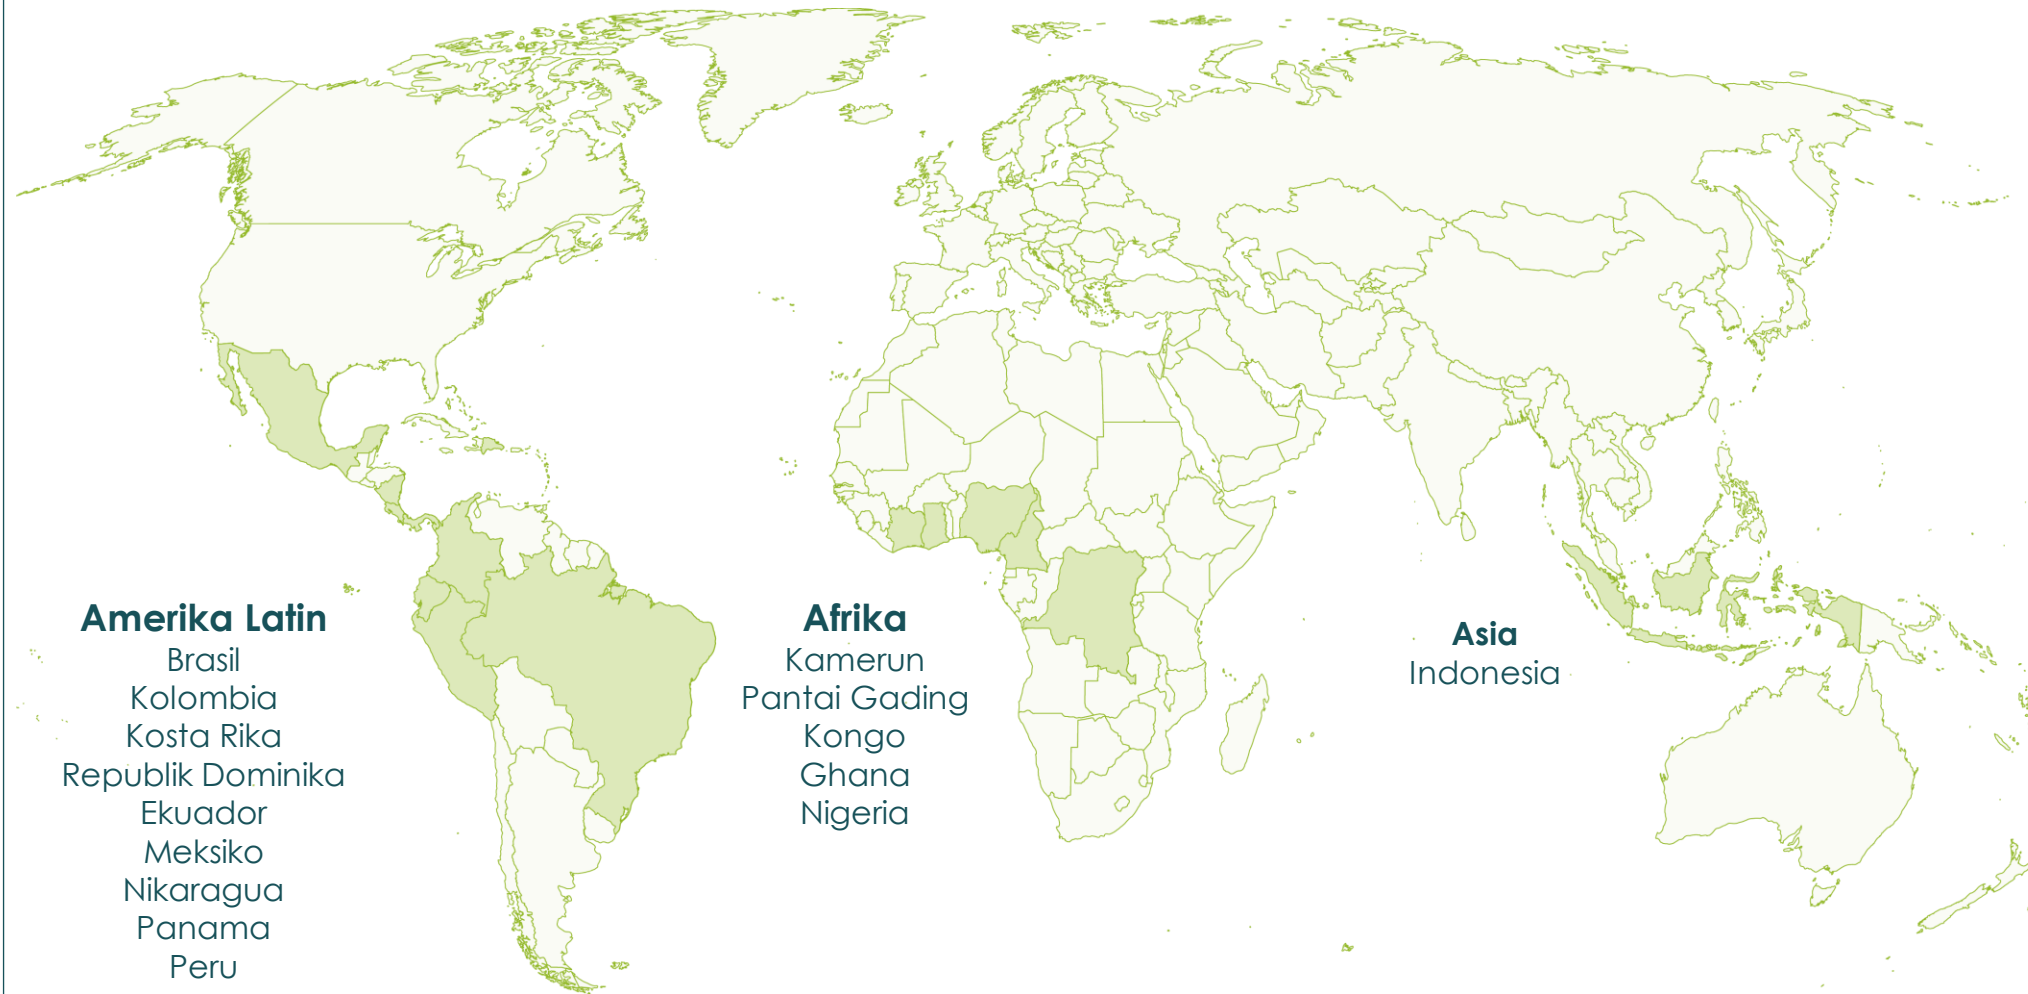 Amerika Latin
Brasil
Kolombia
Kosta Rika
Republik Dominika
Ekuador
Meksiko
Nikaragua
Panama
Peru
Afrika
Kamerun
Pantai Gading
Kongo
Ghana
Nigeria
Asia
Indonesia